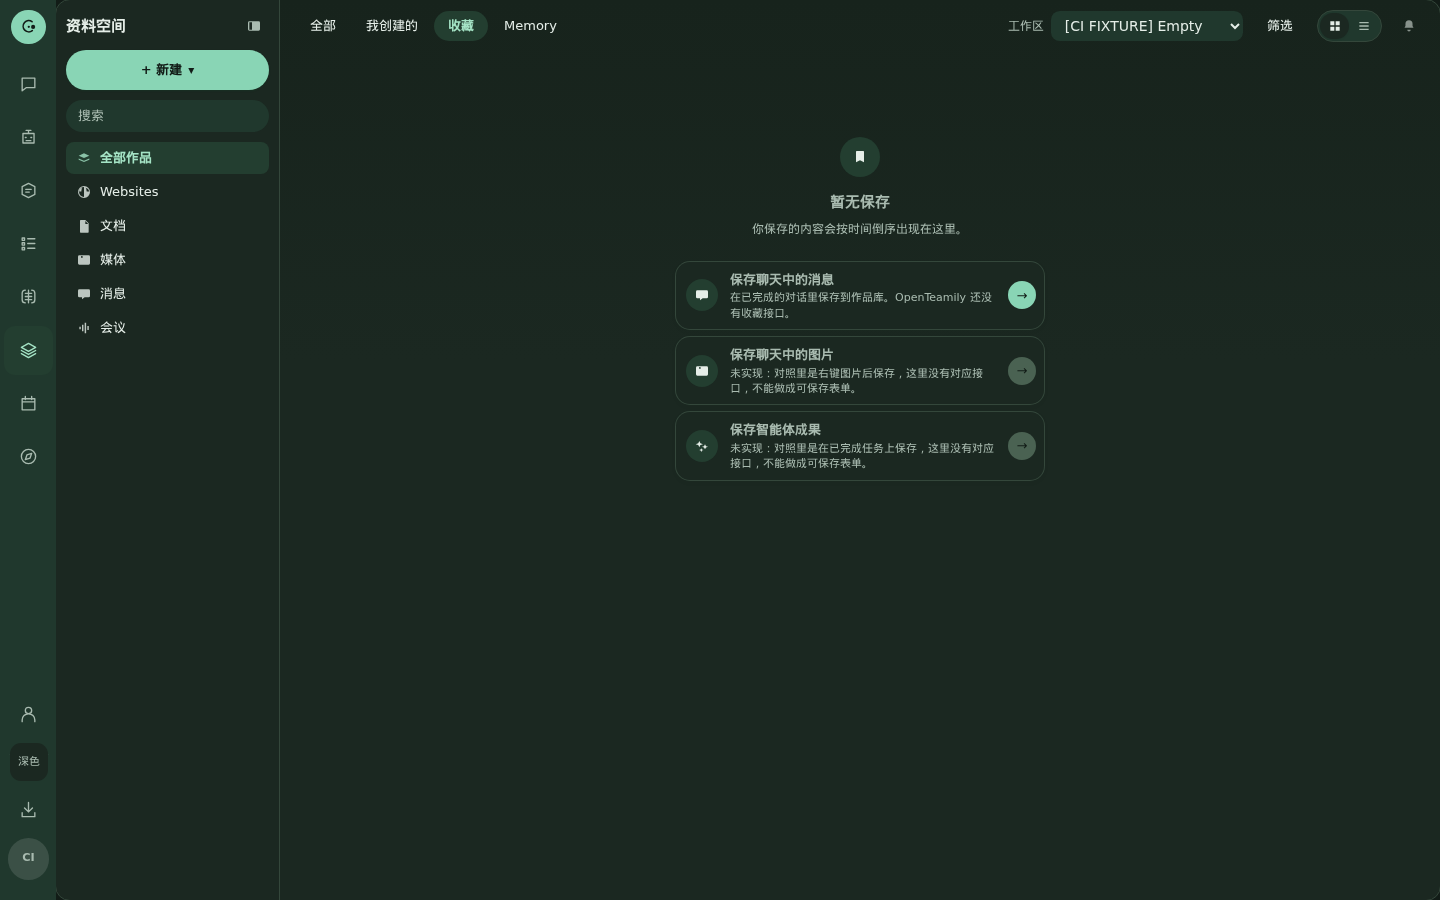 资料空间
+ 新建 ▾
搜索
全部作品
Websites
文档
媒体
消息
会议
深色
CI
全部
我创建的
收藏
Memory
工作区
[CI FIXTURE] Empty
筛选
暂无保存
你保存的内容会按时间倒序出现在这里。
保存聊天中的消息
在已完成的对话里保存到作品库。OpenTeamily 还没
有收藏接口。
→
保存聊天中的图片
未实现：对照里是右键图片后保存，这里没有对应接
口，不能做成可保存表单。
→
保存智能体成果
未实现：对照里是在已完成任务上保存，这里没有对应
接口，不能做成可保存表单。
→